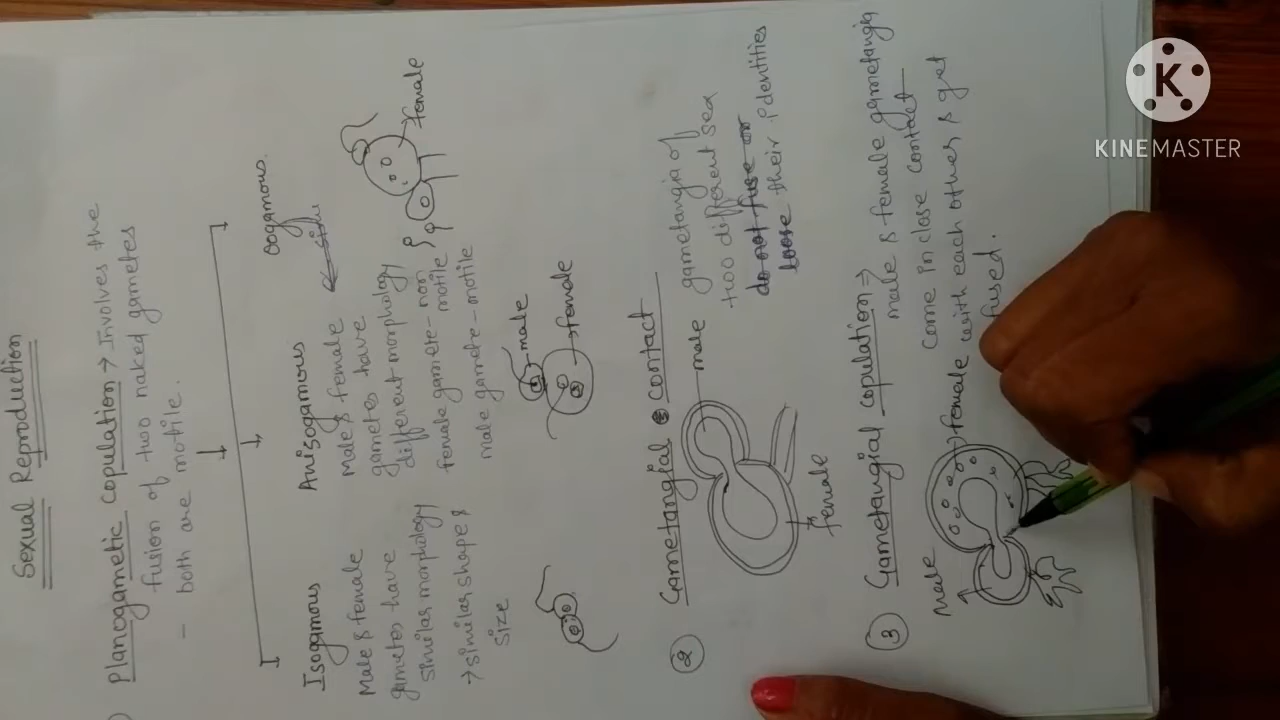 Sexual Reproduction
) Planogametic Copulation → Involves the
fusion of two naked gametes
- both are motile.
Isogamous
Male & female
gametes have
similar morphology
→ similar shape &
size
Anisogamous
Male & female
gametes have
different morphology
female gamete - non
motile
male gamete - motile
male
female
oogamous.
female
② Gametangial contact
male
female
gametangia of
two different sex
do not fuse or
loose their identities
③ Gametangial copulation ⇒
male & female gametangia
come in close contact
with each other & get
fused.
male
female
K
KINEMASTER